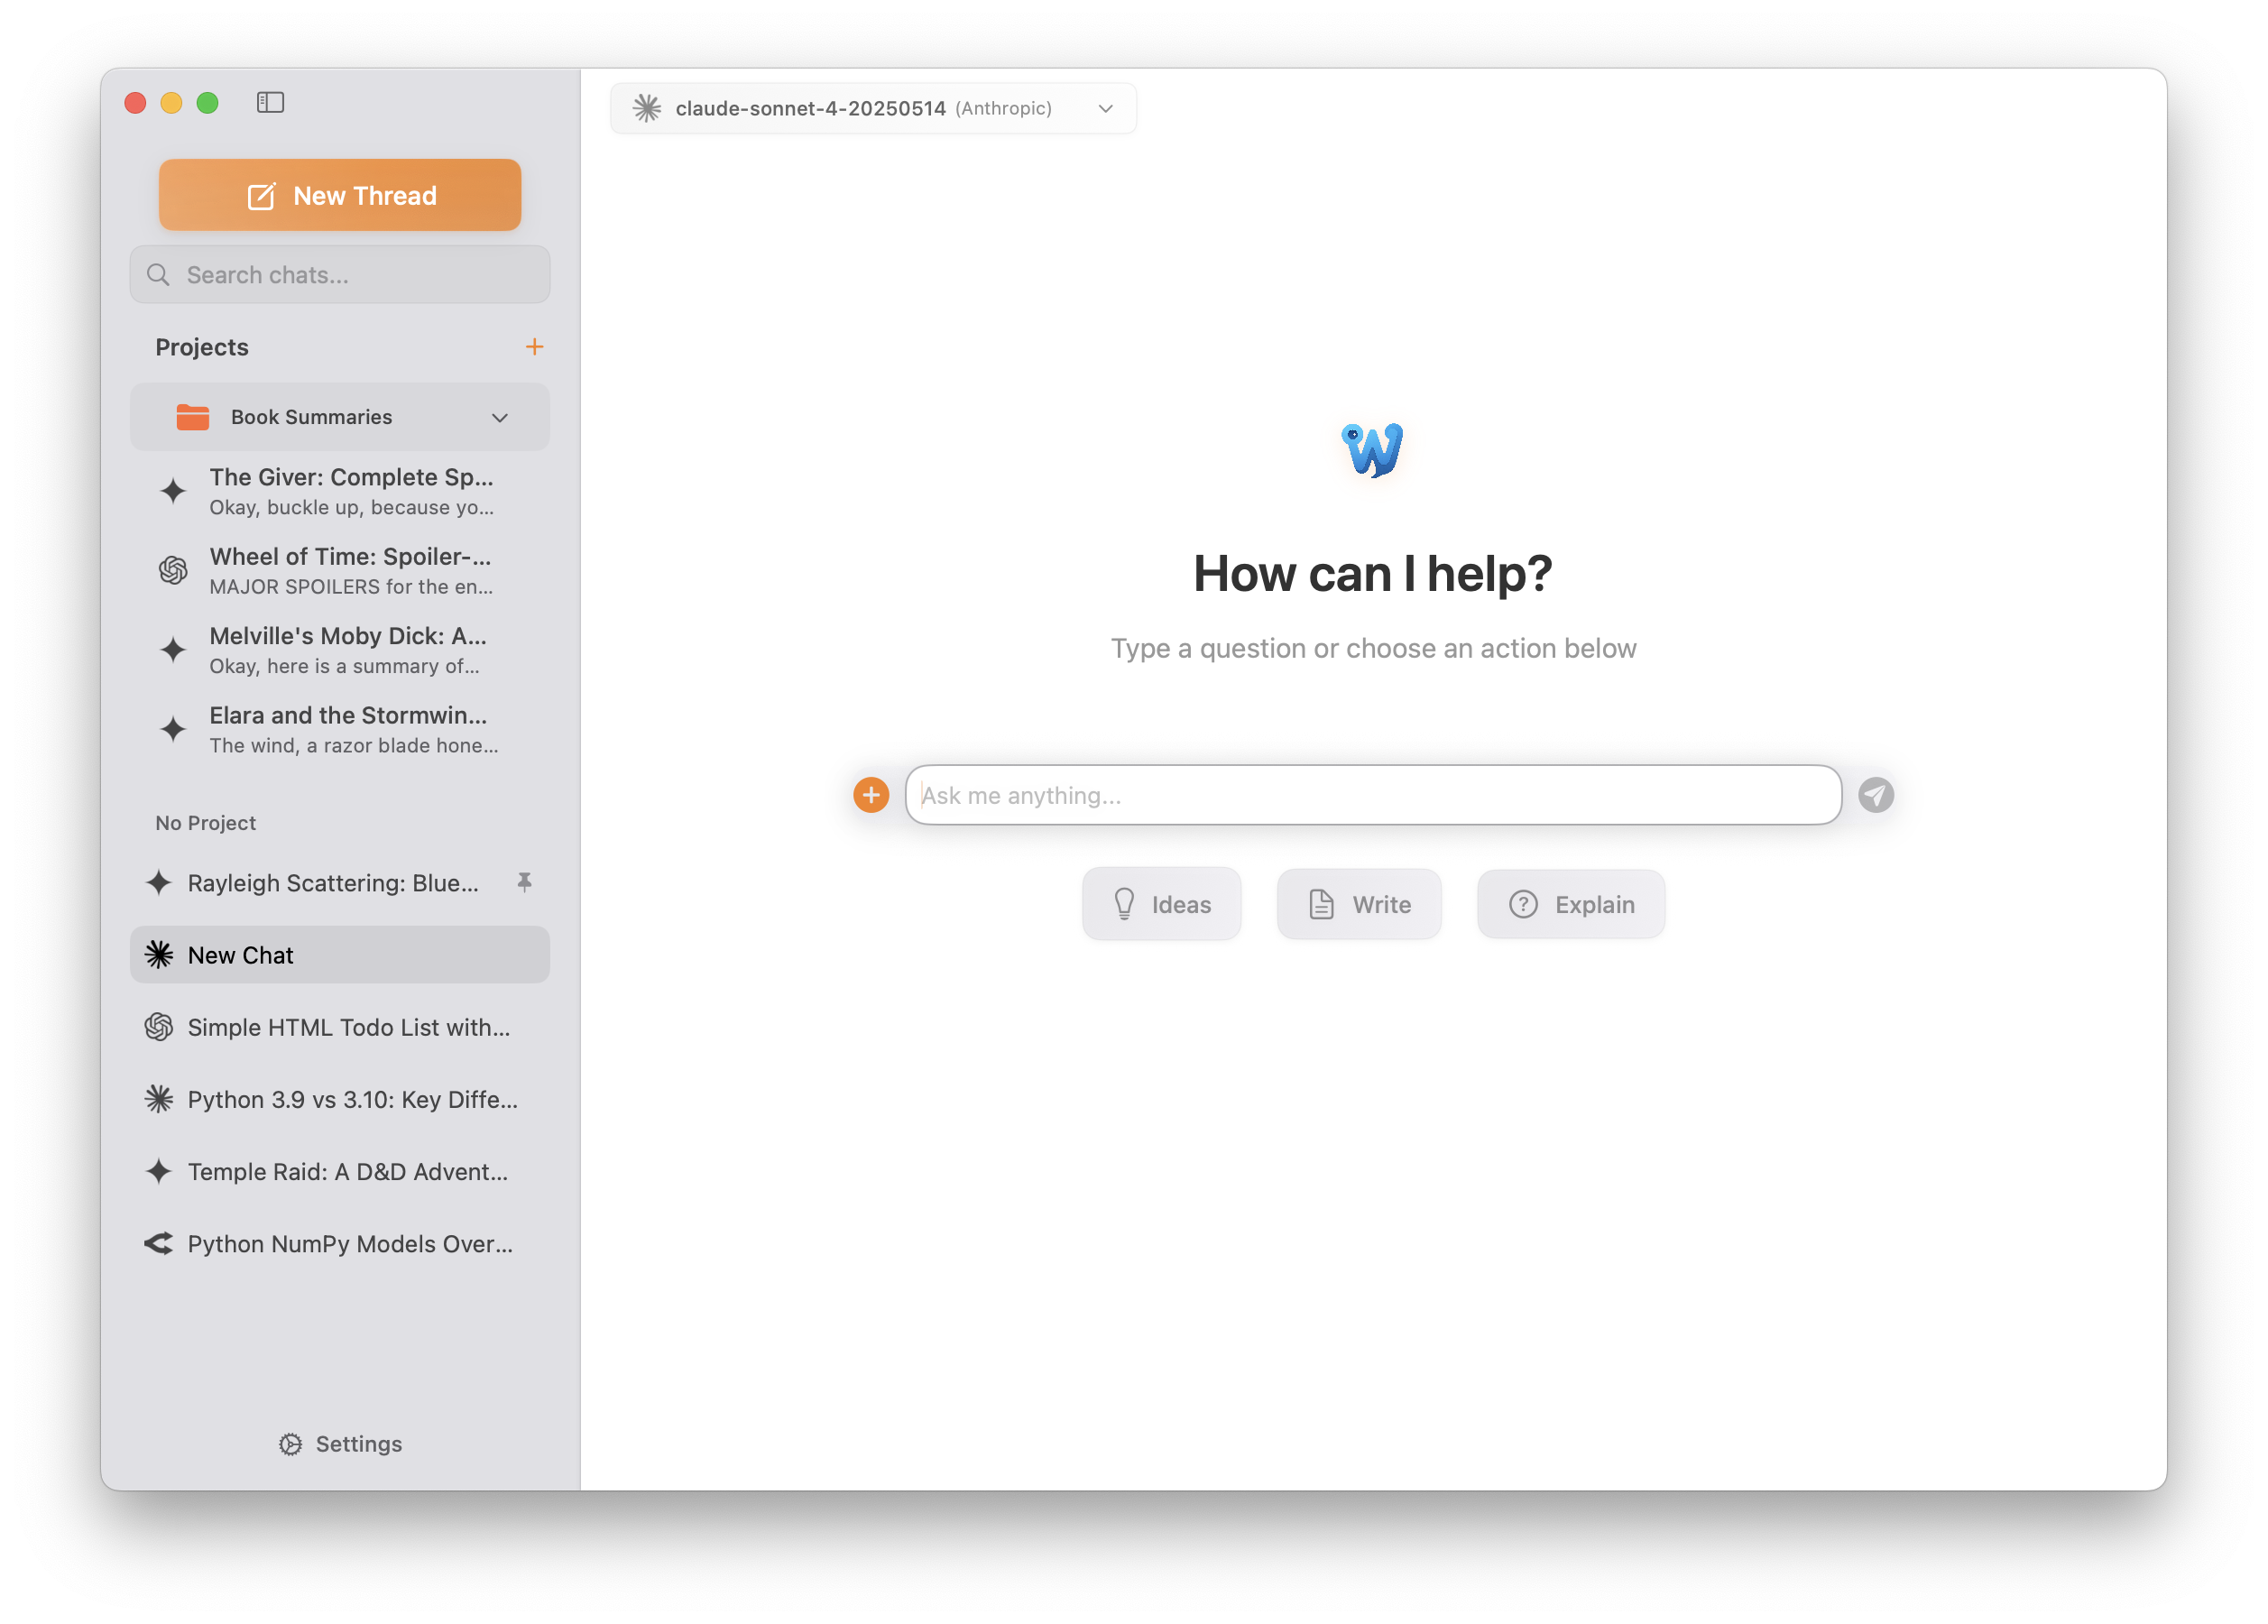 New Thread
Search chats...
Projects
Book Summaries
The Giver: Complete Sp...
Okay, buckle up, because yo...
Wheel of Time: Spoiler-...
MAJOR SPOILERS for the en...
Melville's Moby Dick: A...
Okay, here is a summary of...
Elara and the Stormwin...
The wind, a razor blade hone...
No Project
Rayleigh Scattering: Blue...
New Chat
Simple HTML Todo List with...
Python 3.9 vs 3.10: Key Diffe...
Temple Raid: A D&D Advent...
Python NumPy Models Over...
Settings
claude-sonnet-4-20250514 (Anthropic)
W
How can I help?
Type a question or choose an action below
Ask me anything...
Ideas
Write
Explain